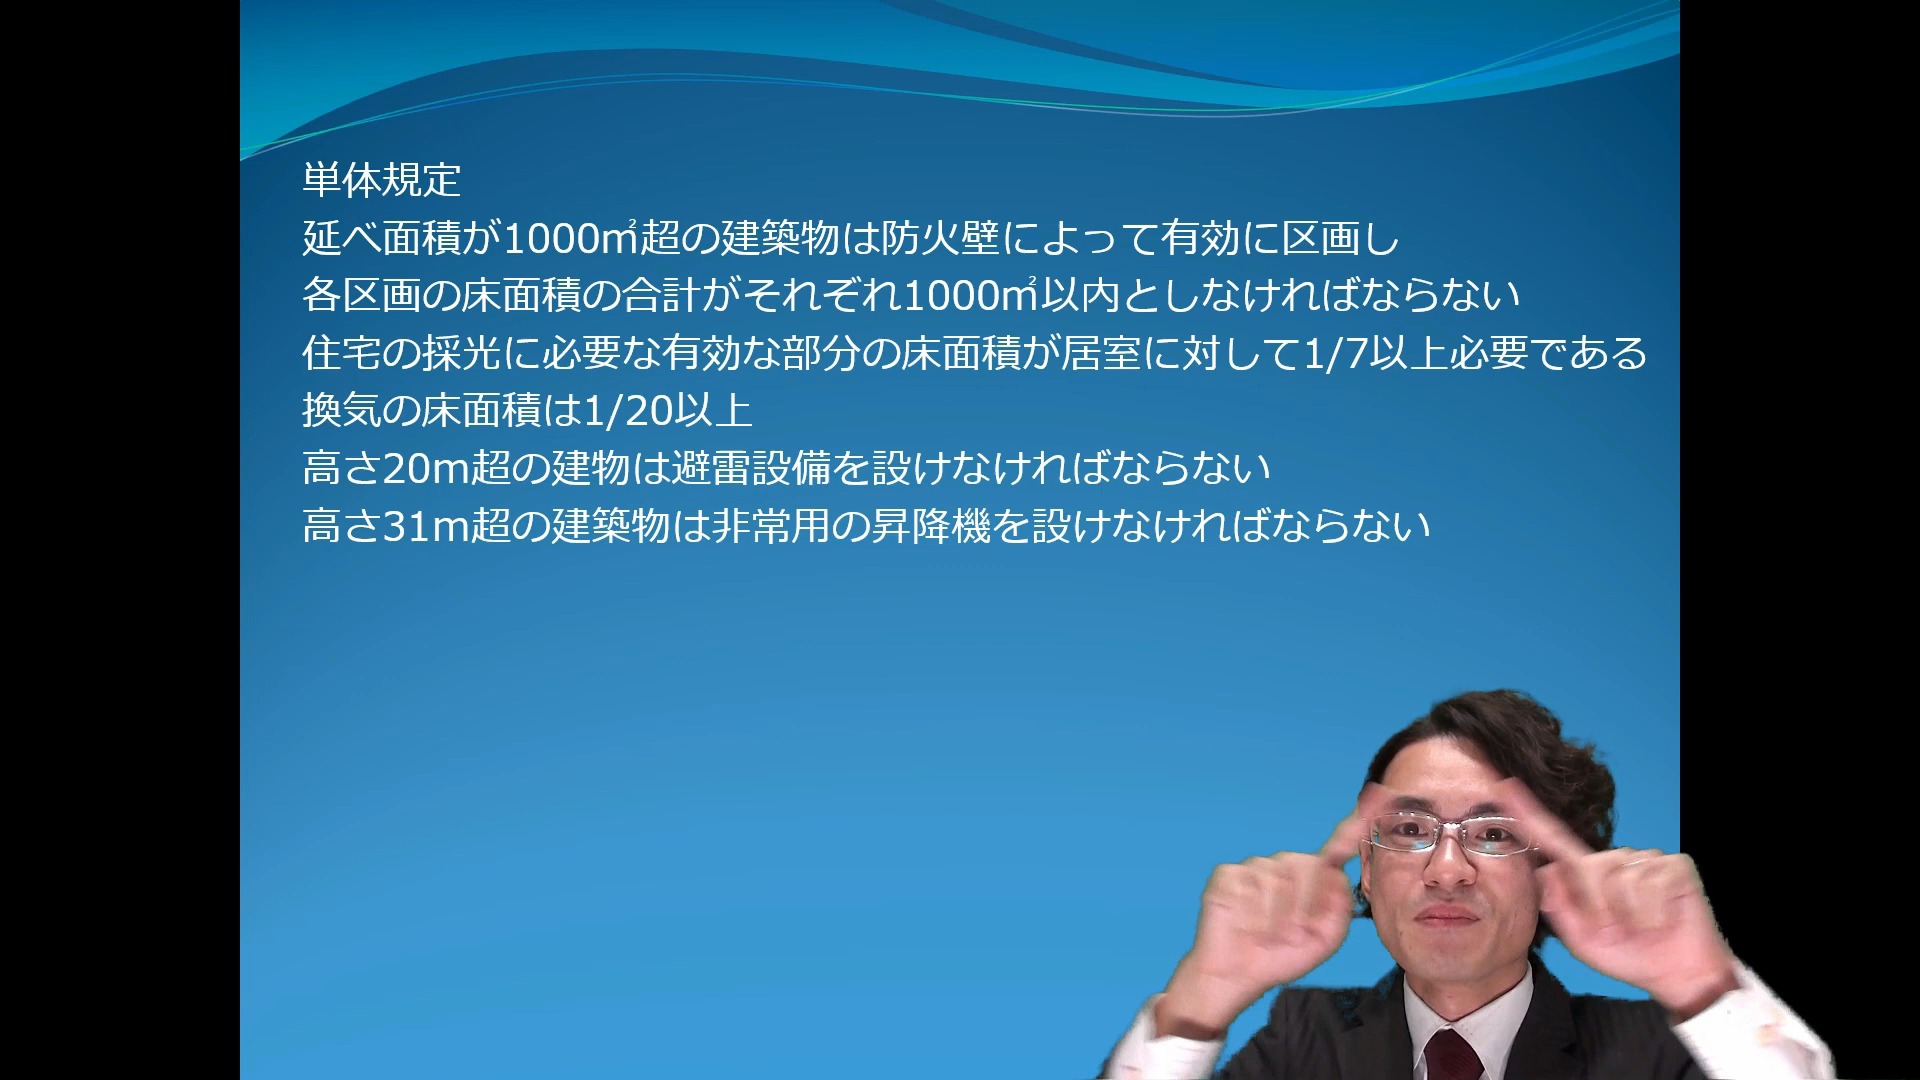 単体規定
延べ面積が1000㎡超の建築物は防火壁によって有効に区画し
各区画の床面積の合計がそれぞれ1000㎡以内としなければならない
住宅の採光に必要な有効な部分の床面積が居室に対して1/7以上必要である
換気の床面積は1/20以上
高さ20m超の建物は避雷設備を設けなければならない
高さ31m超の建築物は非常用の昇降機を設けなければならない